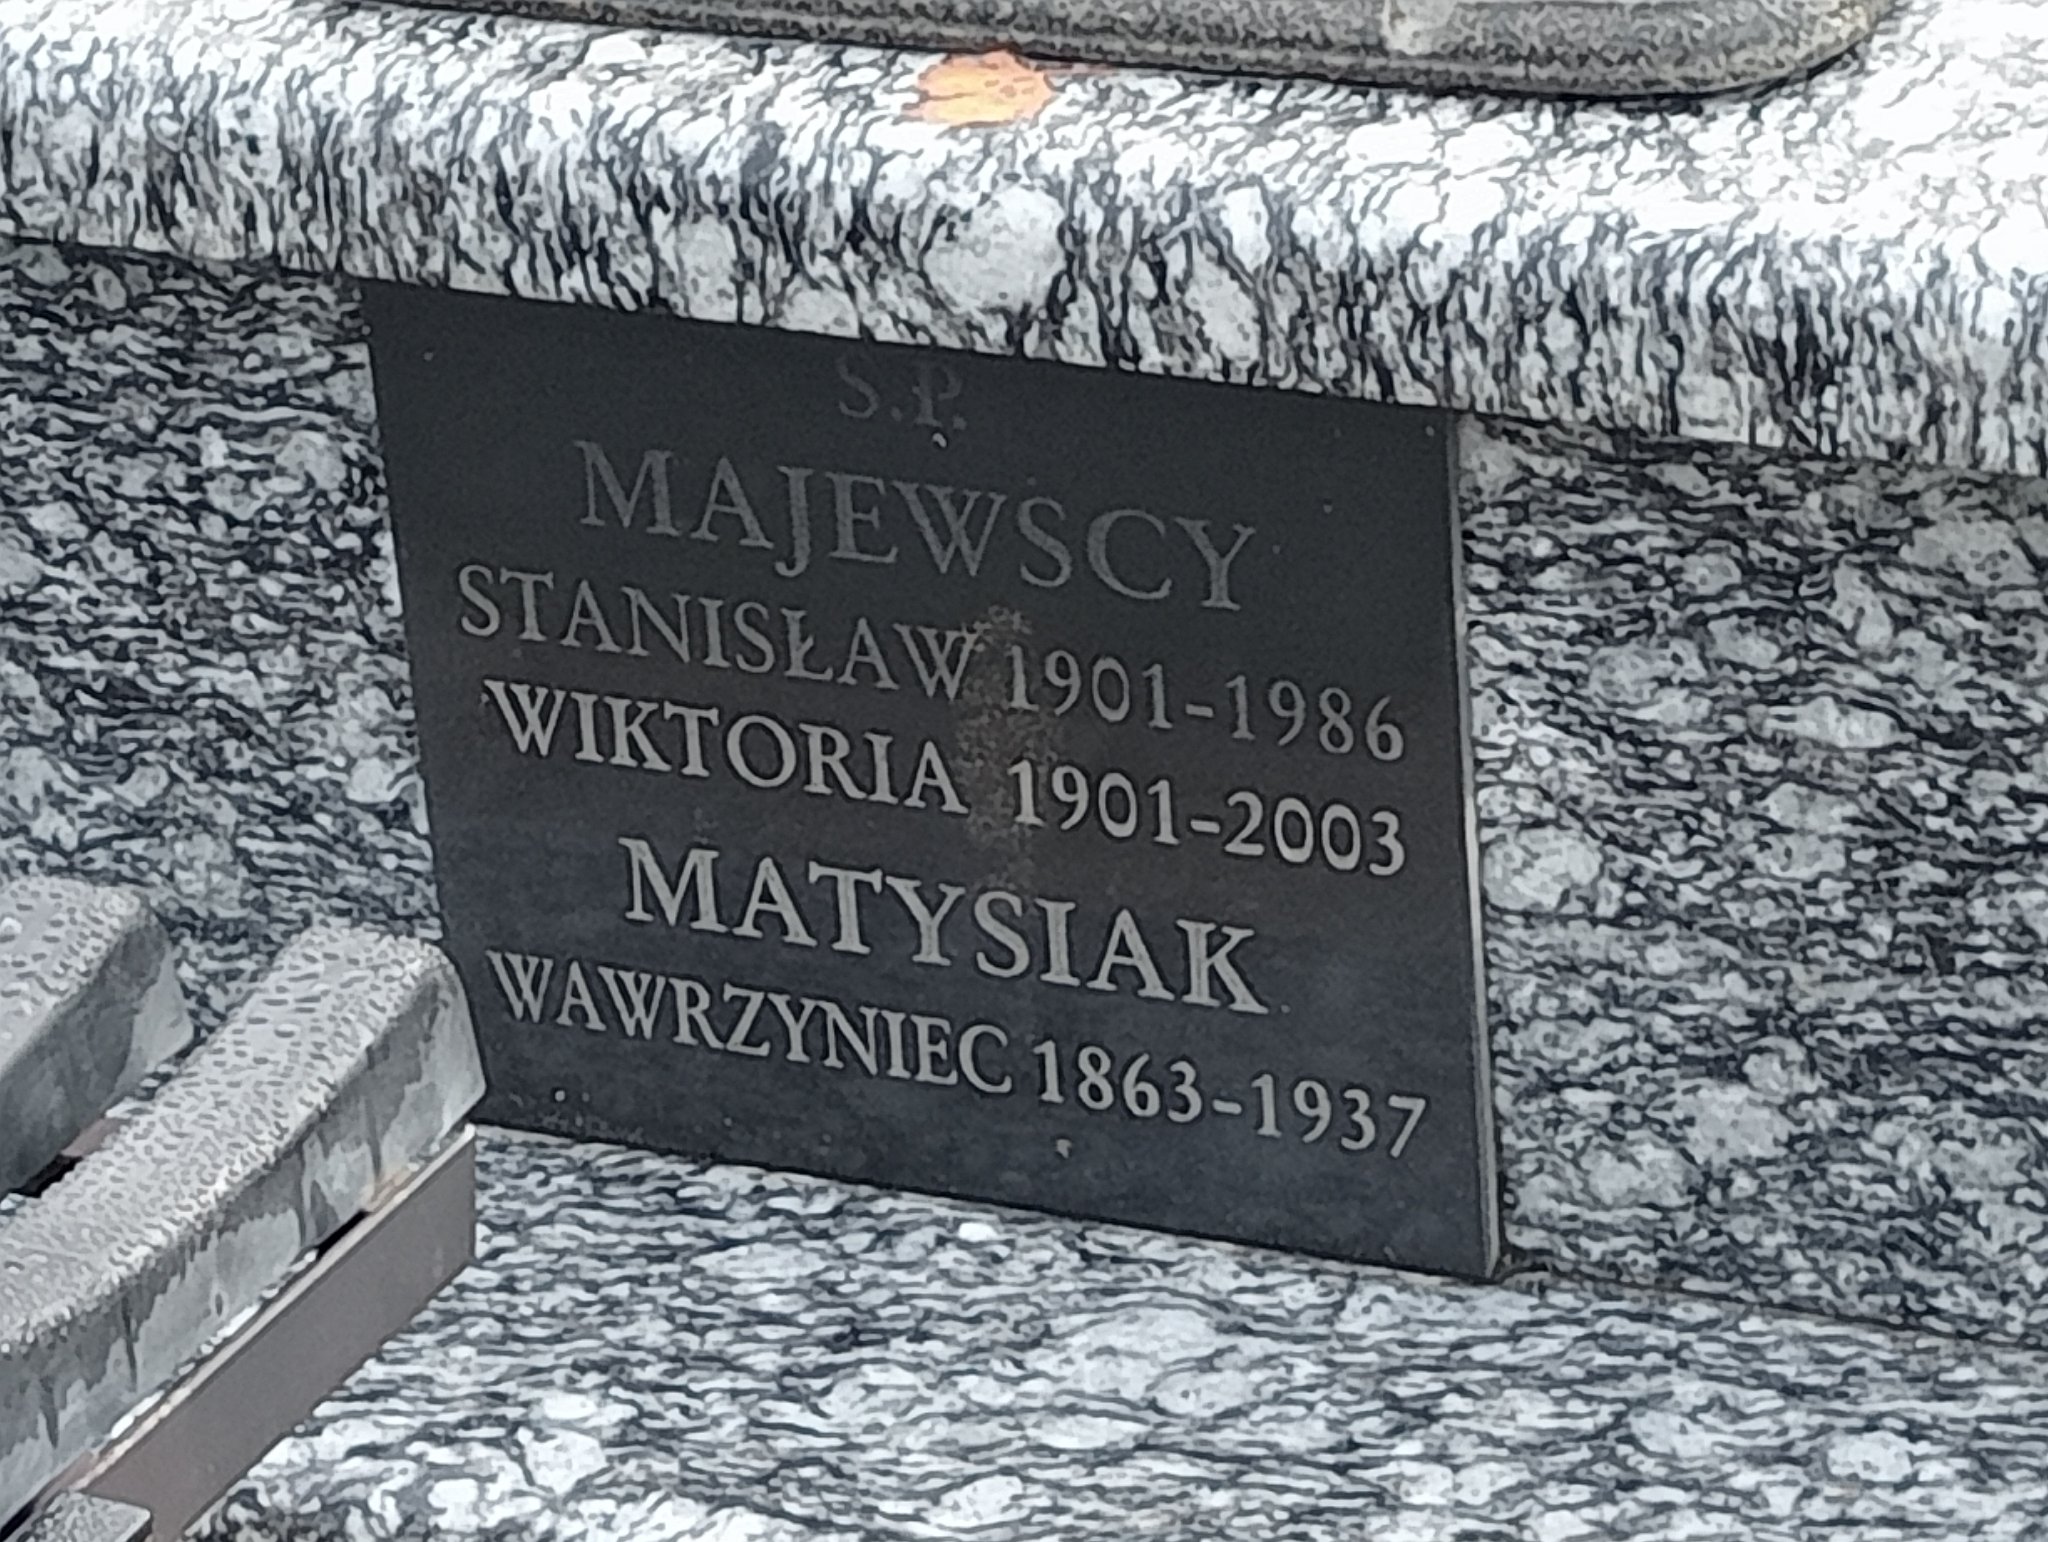 Ś.P.
MAJEWSCY
STANISŁAW 1901-1986
WIKTORIA 1901-2003
MATYSIAK
WAWRZYNIEC 1863-1937